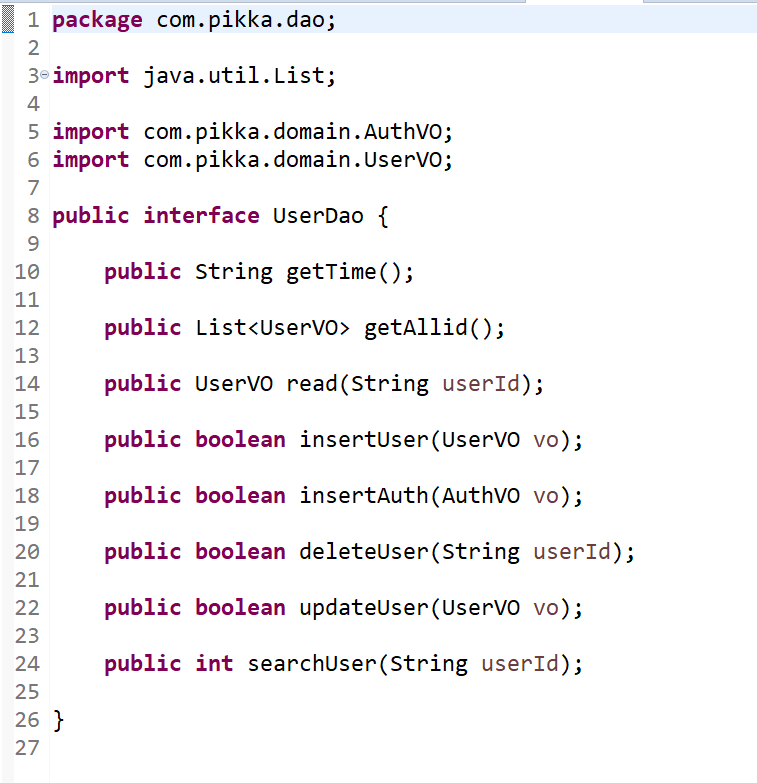 1 package com.pikka.dao;
2
3 import java.util.List;
4
5 import com.pikka.domain.AuthVO;
6 import com.pikka.domain.UserVO;
7
8 public interface UserDao {
9
10 public String getTime();
11
12 public List<UserVO> getAllid();
13
14 public UserVO read(String userId);
15
16 public boolean insertUser(UserVO vo);
17
18 public boolean insertAuth(AuthVO vo);
19
20 public boolean deleteUser(String userId);
21
22 public boolean updateUser(UserVO vo);
23
24 public int searchUser(String userId);
25
26 }
27